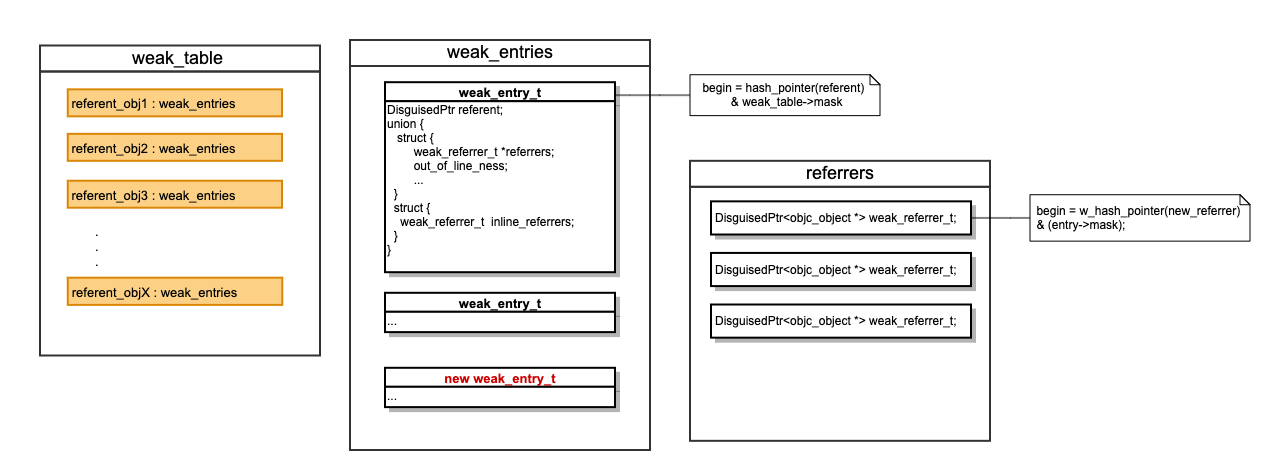 weak_table
referent_obj1 : weak_entries
referent_obj2 : weak_entries
referent_obj3 : weak_entries
.
.
.
referent_objX : weak_entries
weak_entries
weak_entry_t
DisguisedPtr referent;
union {
struct {
weak_referrer_t *referrers;
out_of_line_ness;
...
}
struct {
weak_referrer_t  inline_referrers;
}
}
weak_entry_t
...
new weak_entry_t
...
begin = hash_pointer(referent)
& weak_table->mask
referrers
DisguisedPtr<objc_object *> weak_referrer_t;
DisguisedPtr<objc_object *> weak_referrer_t;
DisguisedPtr<objc_object *> weak_referrer_t;
begin = w_hash_pointer(new_referrer)
& (entry->mask);